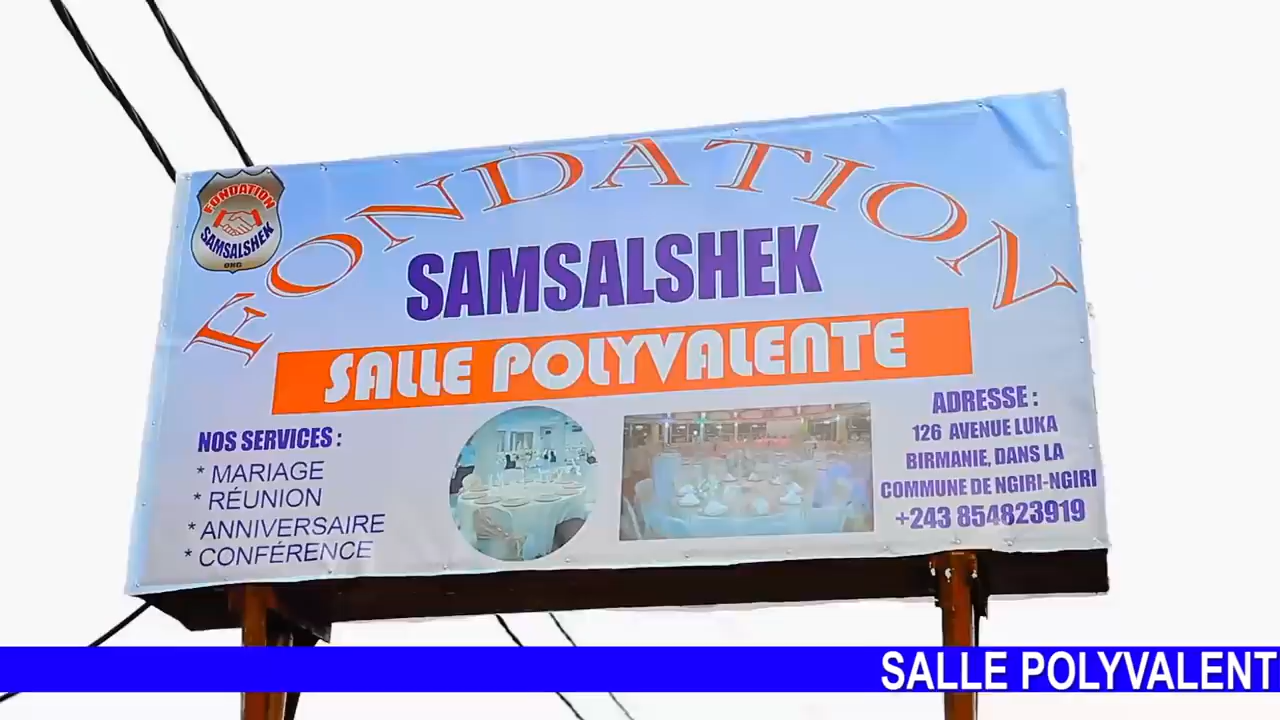 FONDATION
SAMSALSHEK
ONG
FONDATION
SAMSALSHEK
SALLE POLYVALENTE
NOS SERVICES :
* MARIAGE
* RÉUNION
* ANNIVERSAIRE
* CONFÉRENCE
ADRESSE :
126 AVENUE LUKA
BIRMANIE, DANS LA
COMMUNE DE NGIRI-NGIRI
+243 854823919
SALLE POLYVALENT